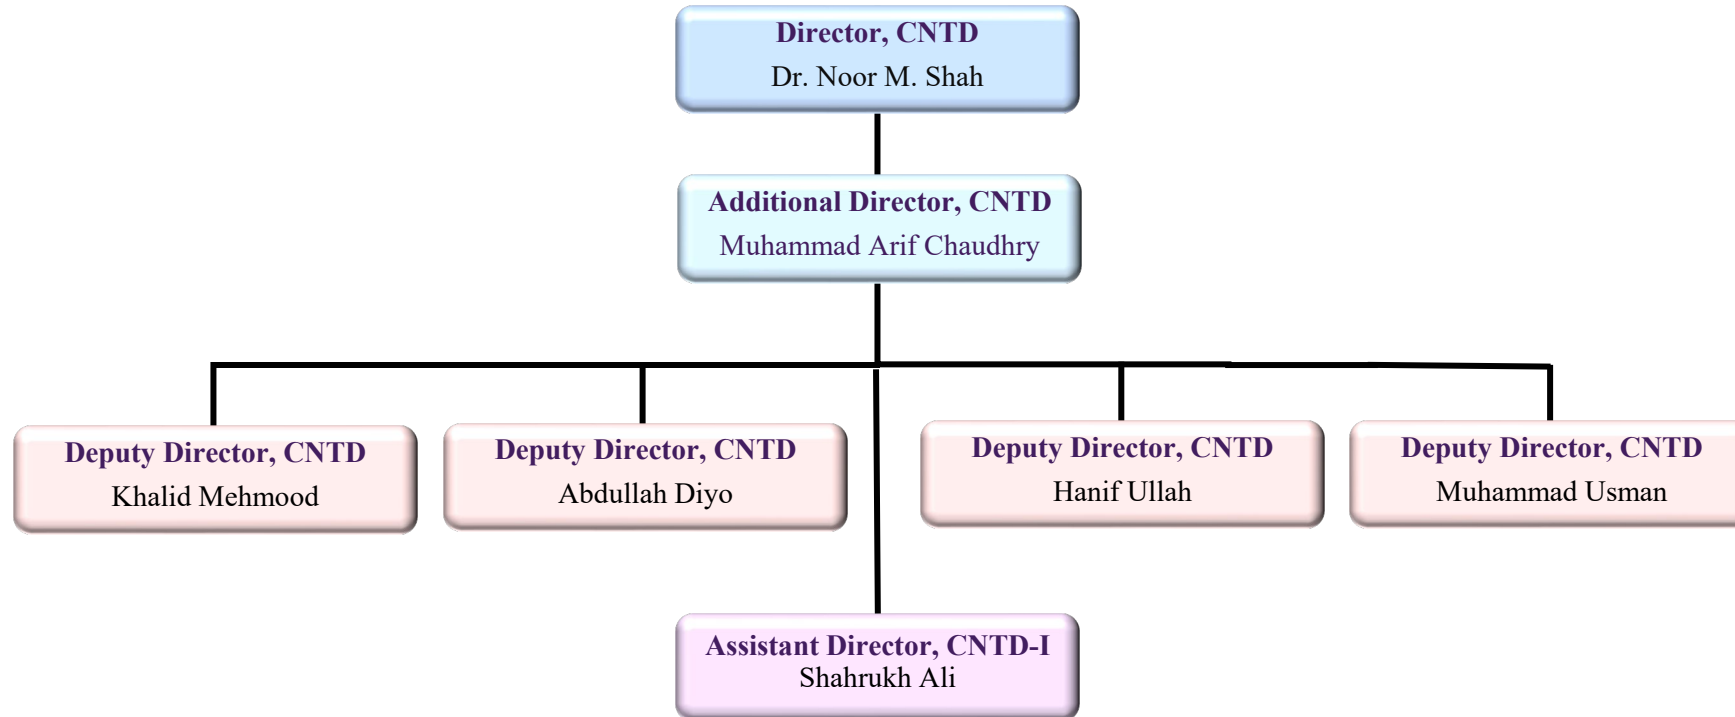 Director, CNTD
Dr. Noor M. Shah
Additional Director, CNTD
Muhammad Arif Chaudhry
Deputy Director, CNTD
Khalid Mehmood
Deputy Director, CNTD
Abdullah Diyo
Deputy Director, CNTD
Hanif Ullah
Deputy Director, CNTD
Muhammad Usman
Assistant Director, CNTD-I
Shahrukh Ali